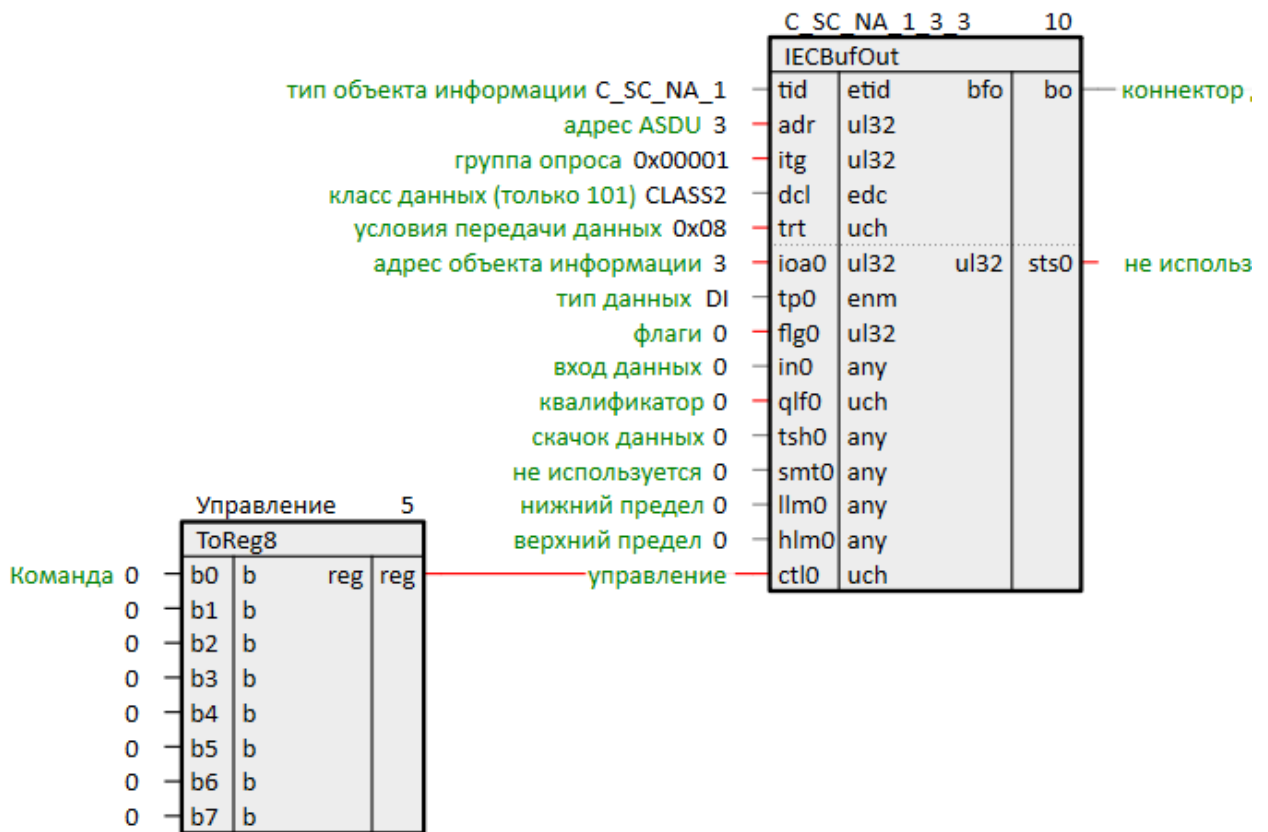 C_SC_NA_1_3_3 10
IECBufOut
тип объекта информации C_SC_NA_1 tid etid bfo bo коннектор
адрес ASDU 3 adr ul32
группа опроса 0x00001 itg ul32
класс данных (только 101) CLASS2 dcl edc
условия передачи данных 0x08 trt uch
адрес объекта информации 3 ioa0 ul32 ul32 sts0 не использ
тип данных DI tp0 enm
флаги 0 flg0 ul32
вход данных 0 in0 any
квалификатор 0 qlf0 uch
скачок данных 0 tsh0 any
не используется 0 smt0 any
нижний предел 0 llm0 any
верхний предел 0 hlm0 any
управление ctl0 uch
Управление 5
ToReg8
Команда 0 b0 b reg reg
0 b1 b
0 b2 b
0 b3 b
0 b4 b
0 b5 b
0 b6 b
0 b7 b